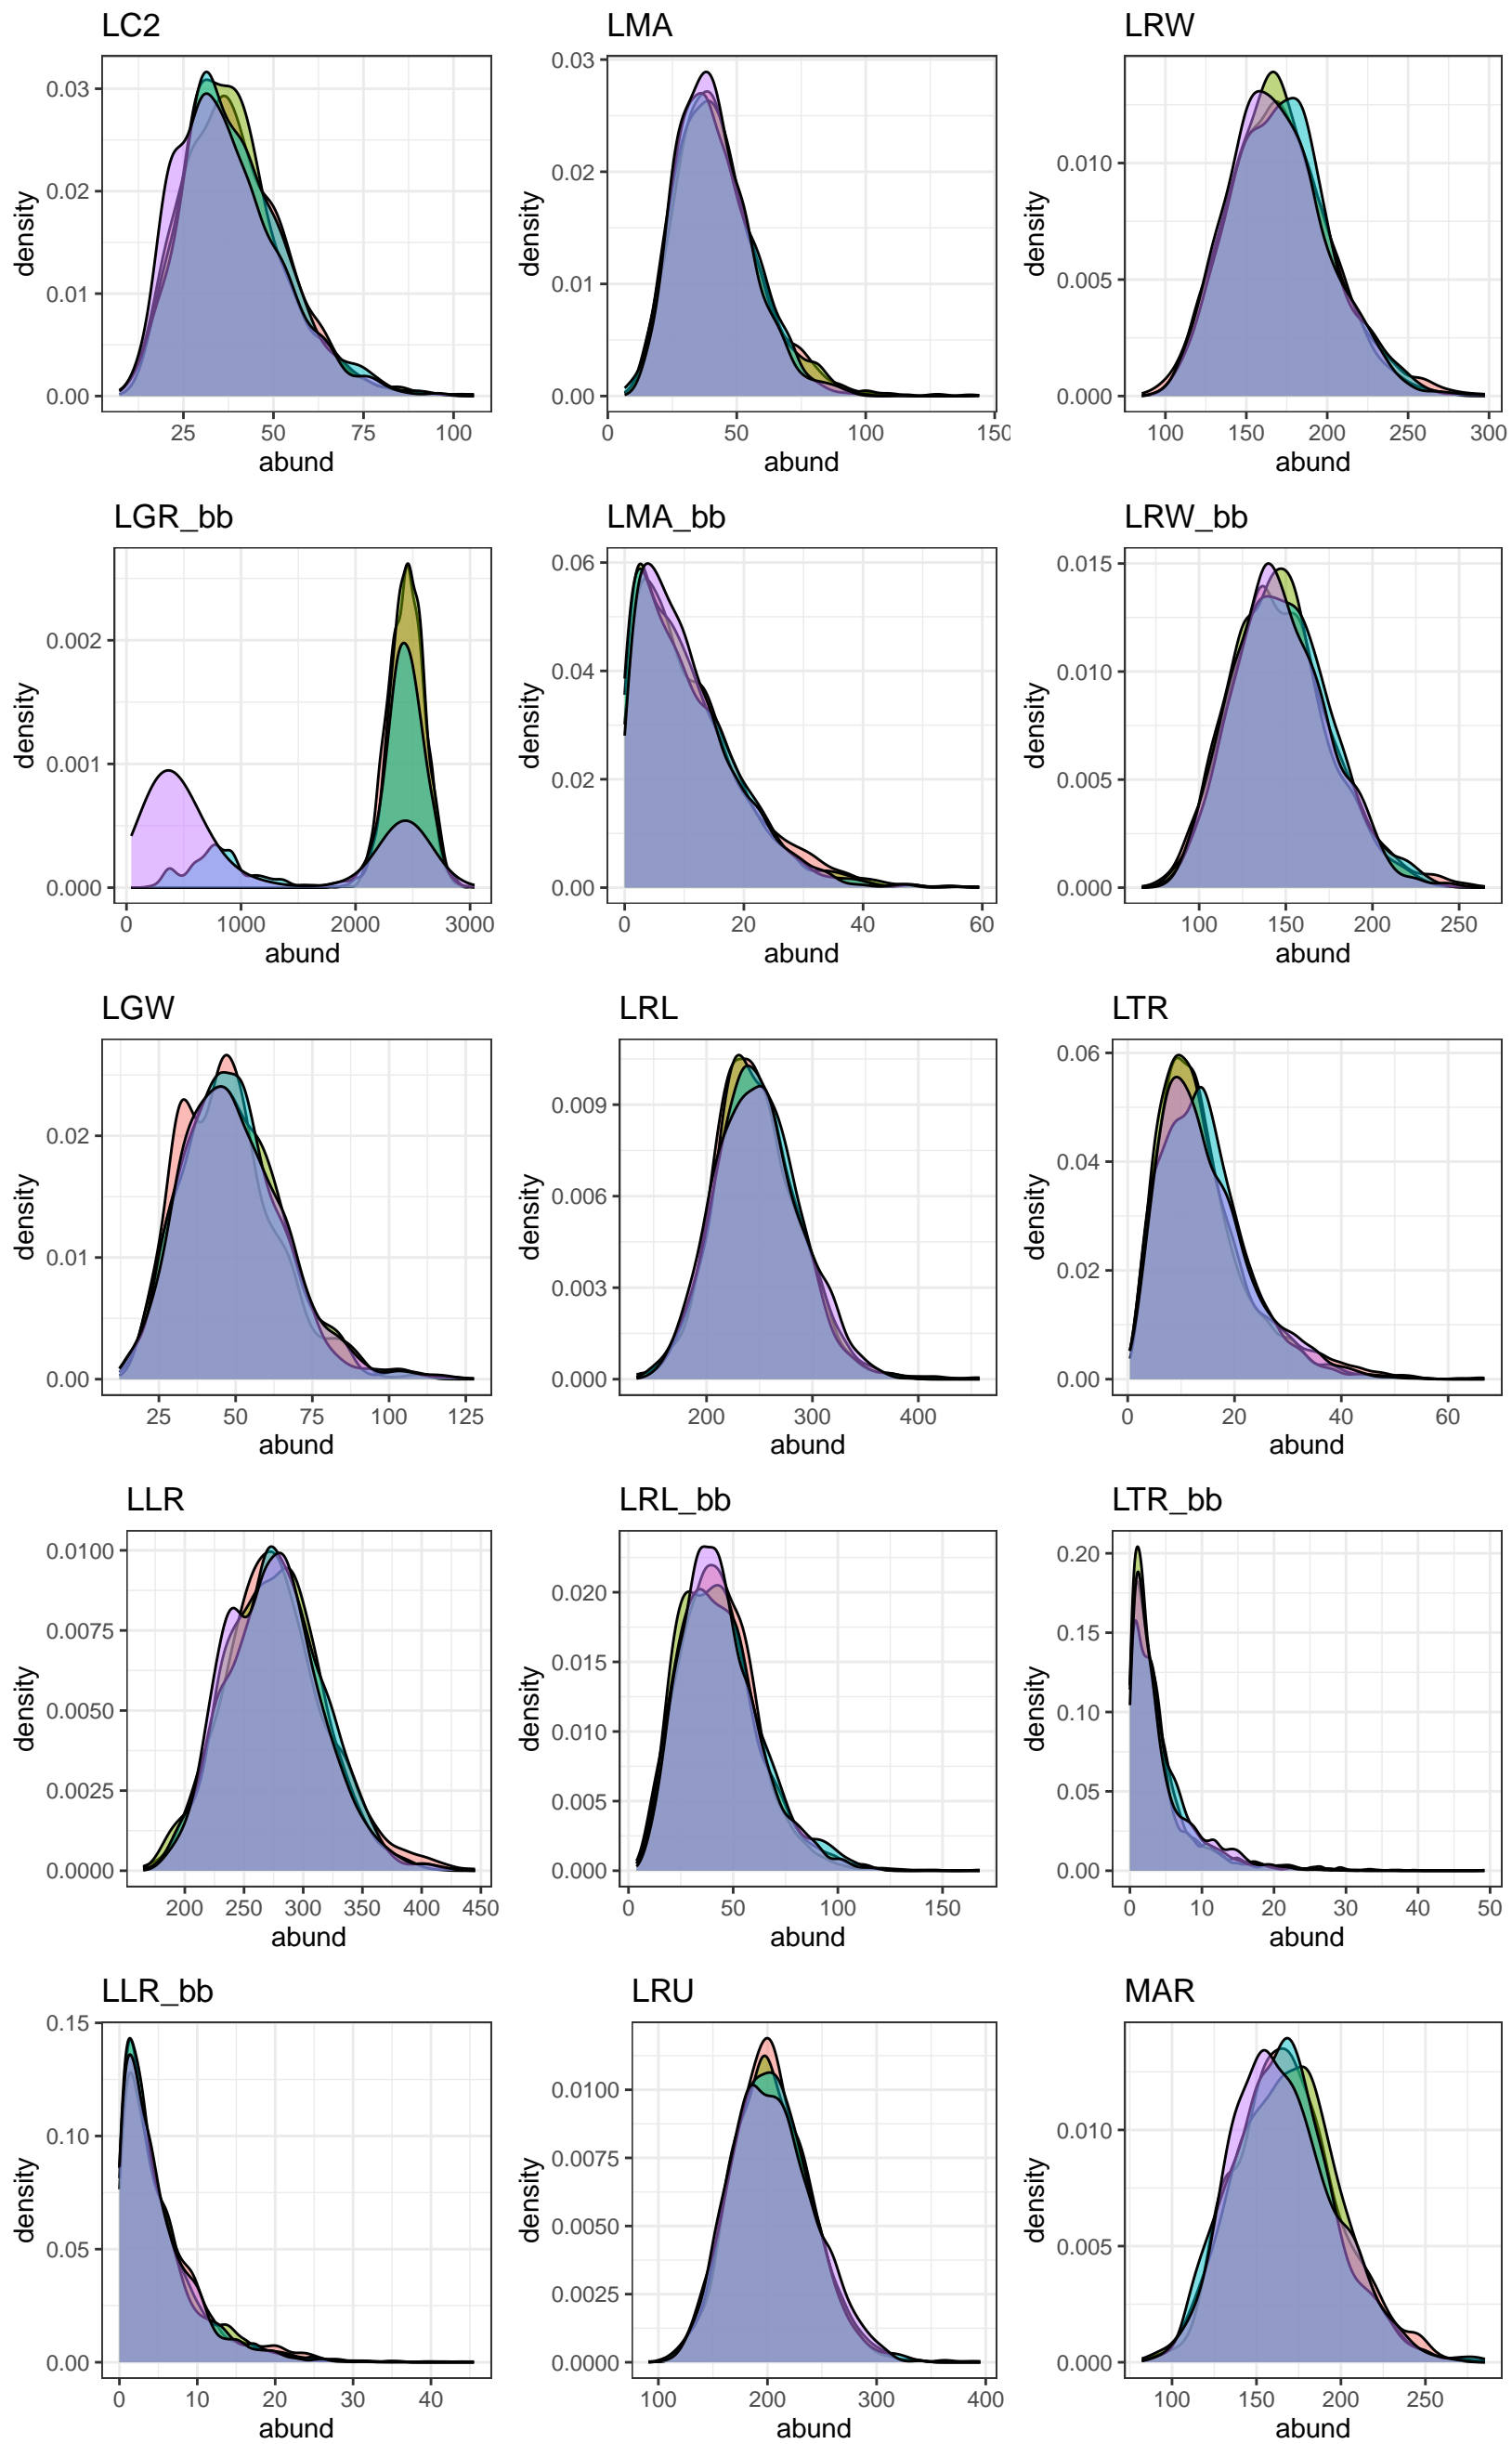 LC2 LMA LRW
density 0.03 0.02 0.01 0.00
25 50 75 100
abund
density 0.03 0.02 0.01 0.00
0 50 100 150
abund
density 0.010 0.005 0.000
100 150 200 250 300
abund
LGR_bb LMA_bb LRW_bb
density 0.002 0.001 0.000
0 1000 2000 3000
abund
density 0.06 0.04 0.02 0.00
0 20 40 60
abund
density 0.015 0.010 0.005 0.000
100 150 200 250
abund
LGW LRL LTR
density 0.02 0.01 0.00
25 50 75 100 125
abund
density 0.009 0.006 0.003 0.000
200 300 400
abund
density 0.06 0.04 0.02 0.00
0 20 40 60
abund
LLR LRL_bb LTR_bb
density 0.0100 0.0075 0.0050 0.0025 0.0000
200 250 300 350 400 450
abund
density 0.020 0.015 0.010 0.005 0.000
0 50 100 150
abund
density 0.20 0.15 0.10 0.05 0.00
0 10 20 30 40 50
abund
LLR_bb LRU MAR
density 0.15 0.10 0.05 0.00
0 10 20 30 40
abund
density 0.0100 0.0075 0.0050 0.0025 0.0000
100 200 300 400
abund
density 0.010 0.005 0.000
100 150 200 250
abund